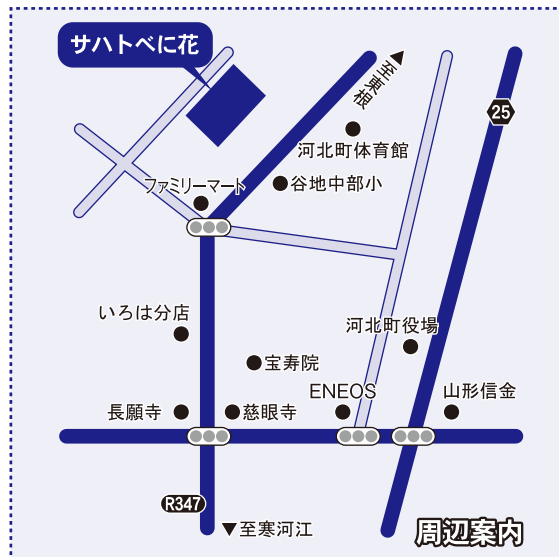 サハトべに花
至東根
25
河北町体育館
谷地中部小
ファミリーマート
いろは分店
河北町役場
宝寿院
ENEOS
山形信金
長願寺
慈眼寺
R347
▼至寒河江
周辺案内